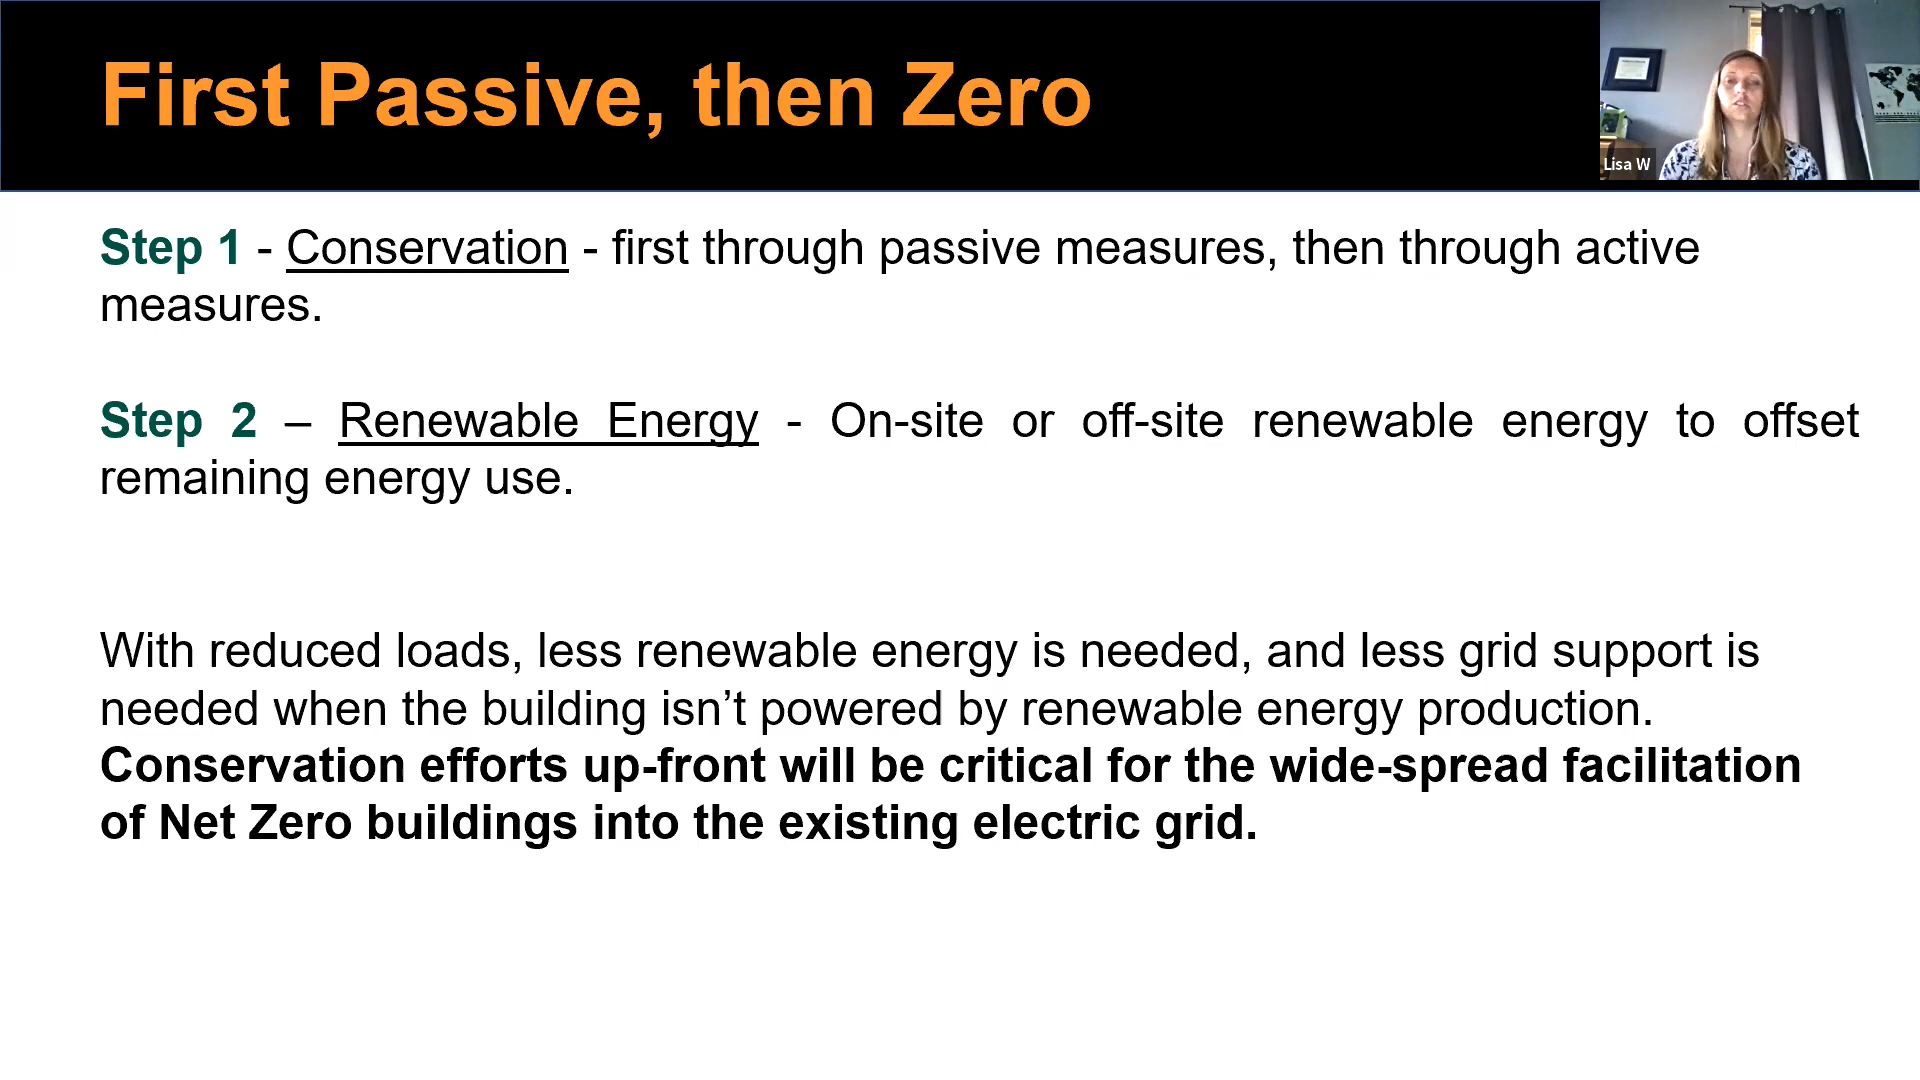 First Passive, then Zero
Lisa W
Step 1 - Conservation - first through passive measures, then through active
measures.
Step 2 – Renewable Energy - On-site or off-site renewable energy to offset
remaining energy use.
With reduced loads, less renewable energy is needed, and less grid support is
needed when the building isn’t powered by renewable energy production.
Conservation efforts up-front will be critical for the wide-spread facilitation
of Net Zero buildings into the existing electric grid.